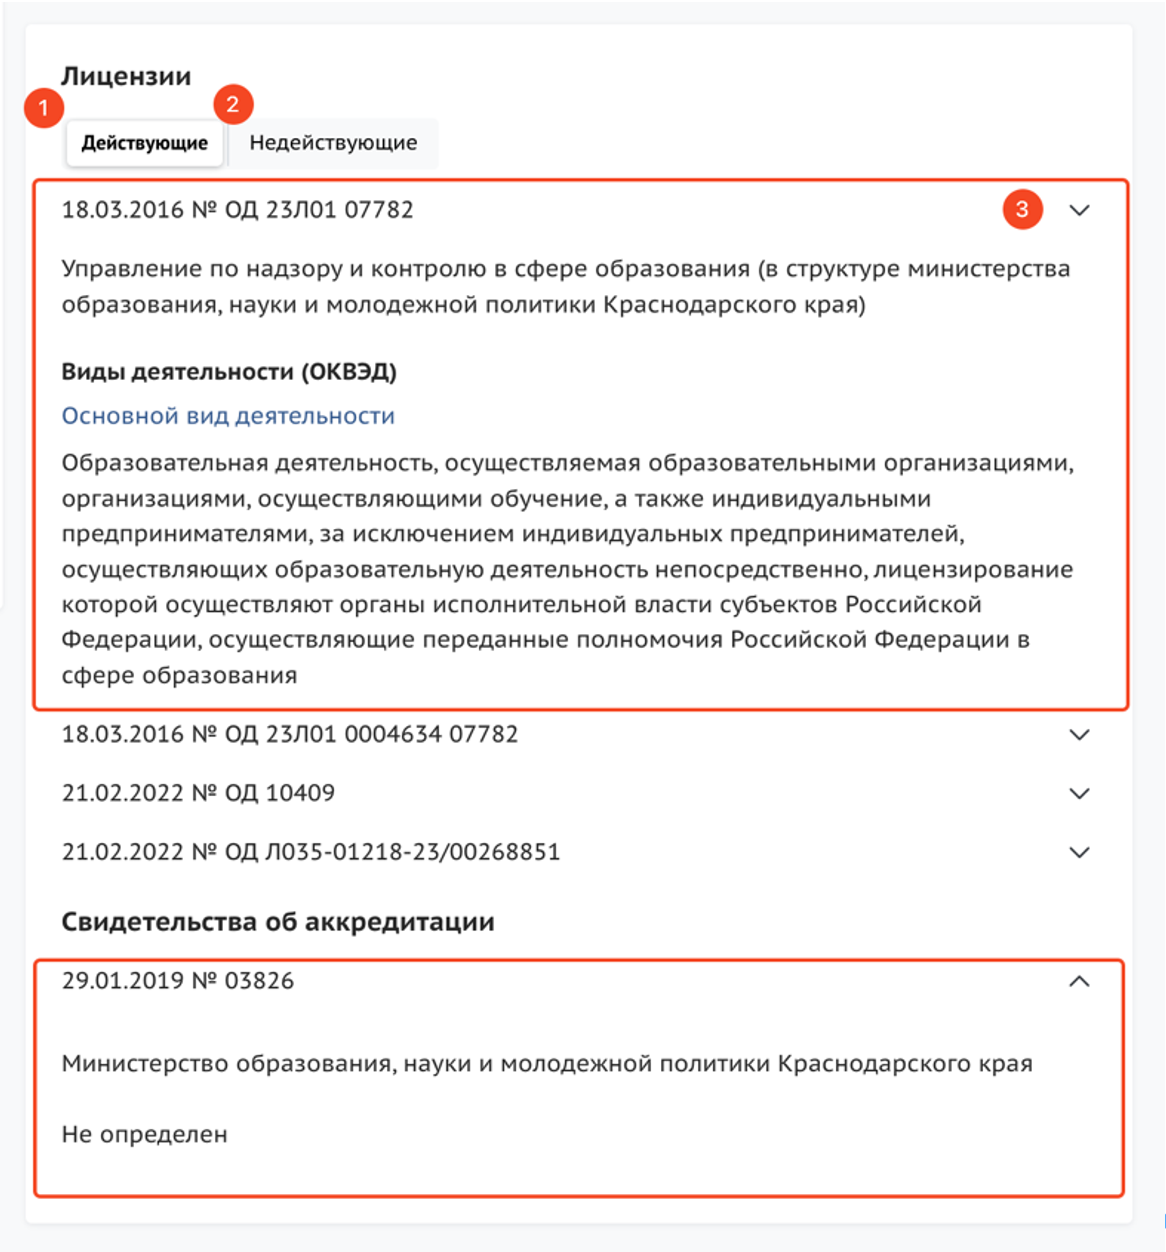 Лицензии
1
2
Действующие
Недействующие
18.03.2016 № ОД 23Л01 07782
3
Управление по надзору и контролю в сфере образования (в структуре министерства
образования, науки и молодежной политики Краснодарского края)
Виды деятельности (ОКВЭД)
Основной вид деятельности
Образовательная деятельность, осуществляемая образовательными организациями,
организациями, осуществляющими обучение, а также индивидуальными
предпринимателями, за исключением индивидуальных предпринимателей,
осуществляющих образовательную деятельность непосредственно, лицензирование
которой осуществляют органы исполнительной власти субъектов Российской
Федерации, осуществляющие переданные полномочия Российской Федерации в
сфере образования
18.03.2016 № ОД 23Л01 0004634 07782
21.02.2022 № ОД 10409
21.02.2022 № ОД Л035-01218-23/00268851
Свидетельства об аккредитации
29.01.2019 № 03826
Министерство образования, науки и молодежной политики Краснодарского края
Не определен